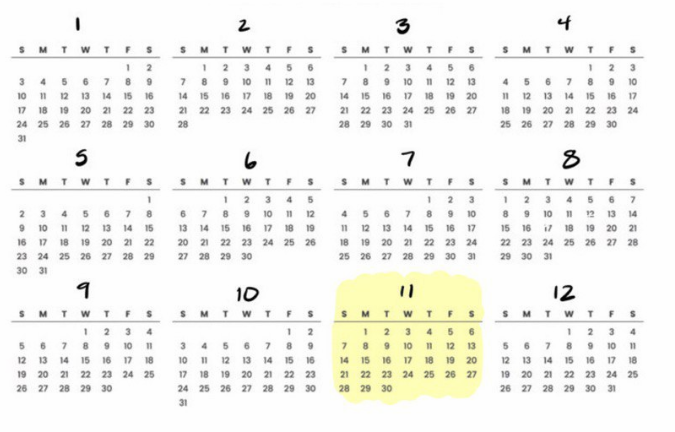 1
S M T W T F S
1 2
3 4 5 6 7 8 9
10 11 12 13 14 15 16
17 18 19 20 21 22 23
24 25 26 27 28 29 30
31
2
S M T W T F S
1 2 3 4 5 6
7 8 9 10 11 12 13
14 15 16 17 18 19 20
21 22 23 24 25 26 27
28
3
S M T W T F S
1 2 3 4 5 6
7 8 9 10 11 12 13
14 15 16 17 18 19 20
21 22 23 24 25 26 27
28 29 30 31
4
S M T W T F S
1 2 3
4 5 6 7 8 9 10
11 12 13 14 15 16 17
18 19 20 21 22 23 24
25 26 27 28 29 30
5
S M T W T F S
1
2 3 4 5 6 7 8
9 10 11 12 13 14 15
16 17 18 19 20 21 22
23 24 25 26 27 28 29
30 31
6
S M T W T F S
1 2 3 4 5
6 7 8 9 10 11 12
13 14 15 16 17 18 19
20 21 22 23 24 25 26
27 28 29 30
7
S M T W T F S
1 2 3
4 5 6 7 8 9 10
11 12 13 14 15 16 17
18 19 20 21 22 23 24
25 26 27 28 29 30 31
8
S M T W T F S
1 2 3 4 5 6 7
8 9 10 11 12 13 14
15 16 17 18 19 20 21
22 23 24 25 26 27 28
29 30 31
9
S M T W T F S
1 2 3 4
5 6 7 8 9 10 11
12 13 14 15 16 17 18
19 20 21 22 23 24 25
26 27 28 29 30
10
S M T W T F S
1 2
3 4 5 6 7 8 9
10 11 12 13 14 15 16
17 18 19 20 21 22 23
24 25 26 27 28 29 30
31
11
S M T W T F S
1 2 3 4 5 6
7 8 9 10 11 12 13
14 15 16 17 18 19 20
21 22 23 24 25 26 27
28 29 30
12
S M T W T F S
1 2 3 4
5 6 7 8 9 10 11
12 13 14 15 16 17 18
19 20 21 22 23 24 25
26 27 28 29 30 31